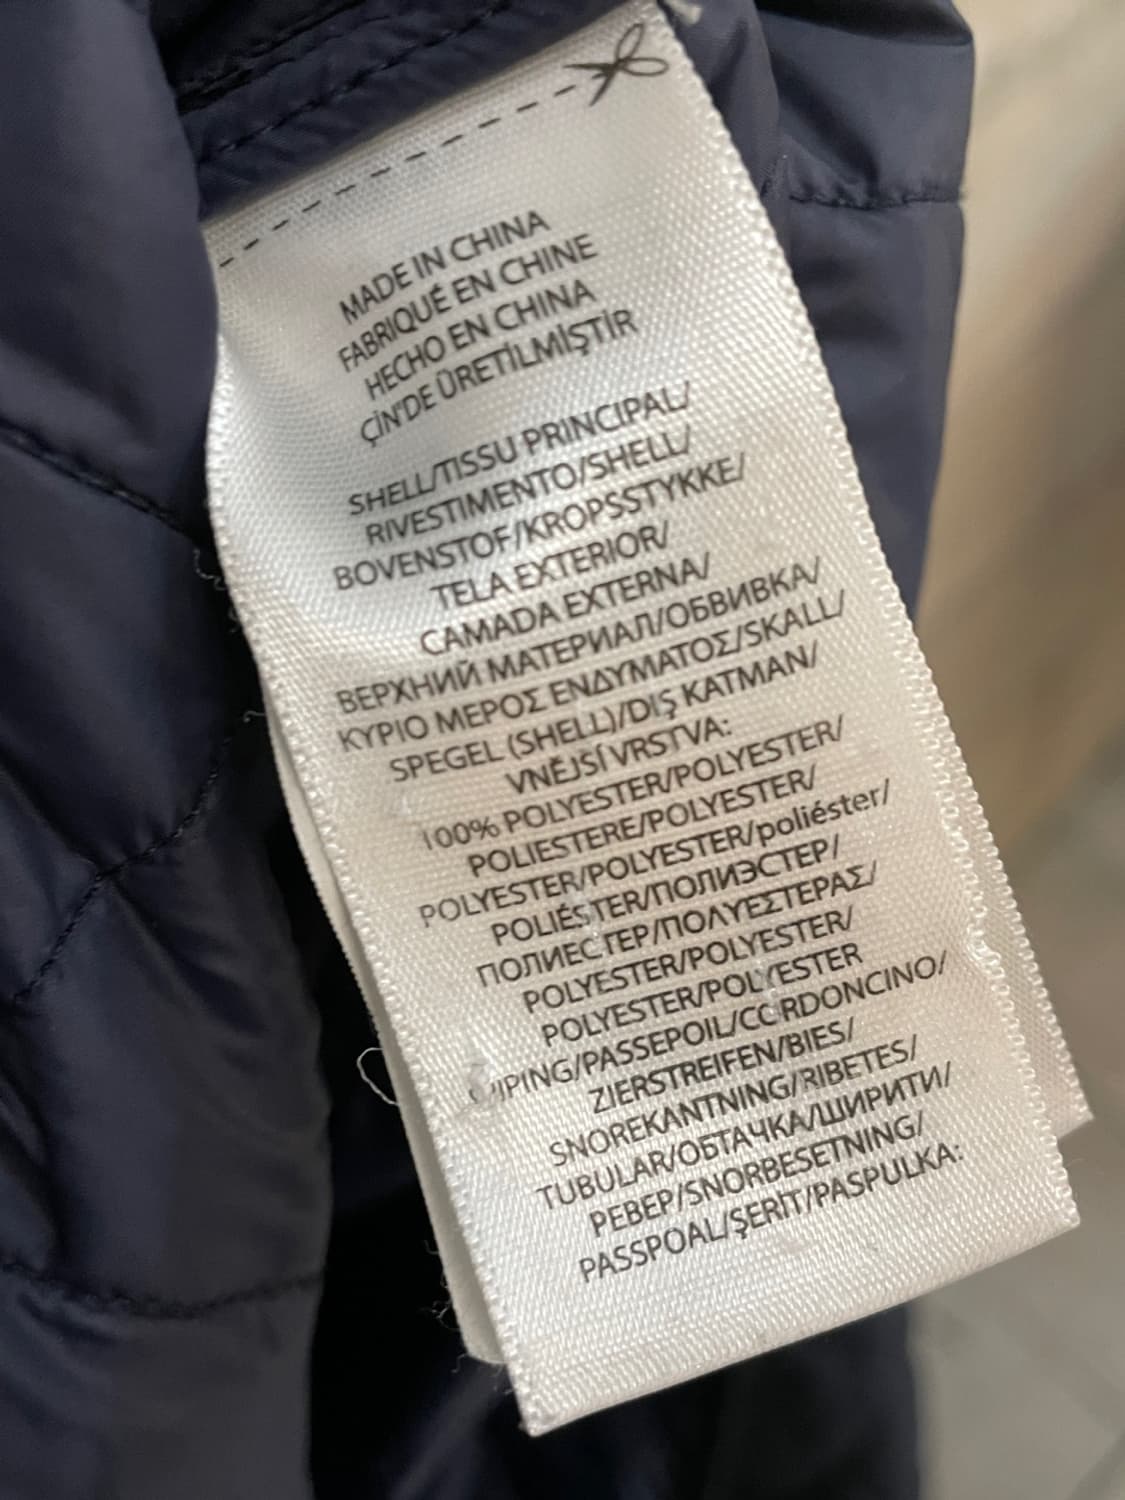 MADE IN CHINA
FABRIQUÉ EN CHINE
HECHO EN CHINA
ÇİN'DE ÜRETİLMİŞTİR
SHELL/TISSU PRINCIPAL/
RIVESTIMENTO/SHELL/
BOVENSTOF/KROPSSTYKKE/
TELA EXTERIOR/
CAMADA EXTERNA/
ВЕРХНИЙ МАТЕРИАЛ/ОБВИВКА/
ΚΥΡΙΟ ΜΕΡΟΣ ΕΝΔΥΜΑΤΟΣ/SKALL/
SPEGEL (SHELL)/DIŞ KATMAN/
VNĚJSÍ VRSTVA:
100% POLYESTER/POLYESTER/
POLIESTERE/POLYESTER/
POLYESTER/POLYESTER/poliéster/
POLIÉSTER/ПОЛИЭСТЕР/
ПОЛИЕСТЕР/ΠΟΛΥΕΣΤΕΡΑΣ/
POLYESTER/POLYESTER/
POLYESTER/POLYESTER
PIPING/PASSEPOIL/CORDONCINO/
ZIERSTREIFEN/BIES/
SNOREKANTNING/RIBETES/
TUBULAR/ОБТАЧКА/ШИРИТИ/
ΡΕΒΕΡ/SNORBESETNING/
PASSPOAL/ŞERİT/PASPULKA: